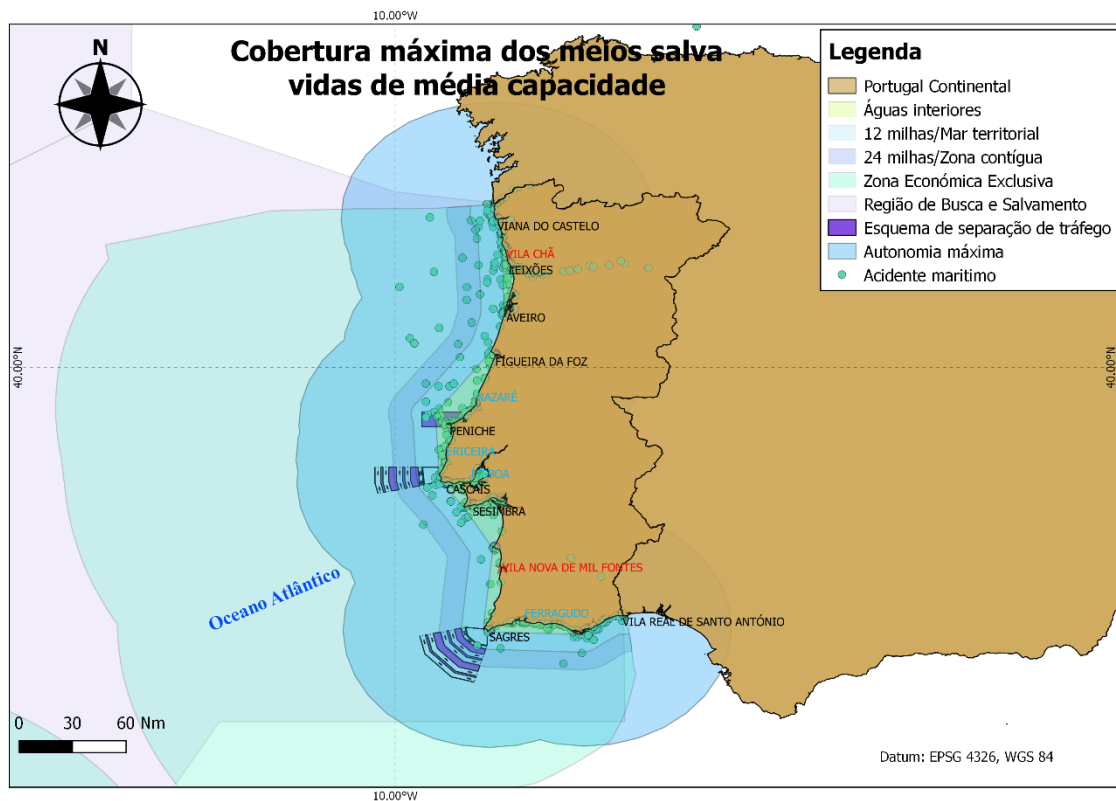 10.00°W
Cobertura máxima dos meios salva
vidas de média capacidade
N
Legenda
Portugal Continental
Águas interiores
12 milhas/Mar territorial
24 milhas/Zona contígua
Zona Económica Exclusiva
Região de Busca e Salvamento
Esquema de separação de tráfego
Autonomia máxima
Acidente maritimo
VIANA DO CASTELO
VILA CHÃ
LEIXÕES
AVEIRO
FIGUEIRA DA FOZ
40.00°N
40.00°N
NAZARÉ
PENICHE
ERICEIRA
LISBOA
CASCAIS
SESIMBRA
VILA NOVA DE MIL FONTES
Oceano Atlântico
FERRAGUDO
VILA REAL DE SANTO ANTÓNIO
SAGRES
0 30 60 Nm
Datum: EPSG 4326, WGS 84
10.00°W